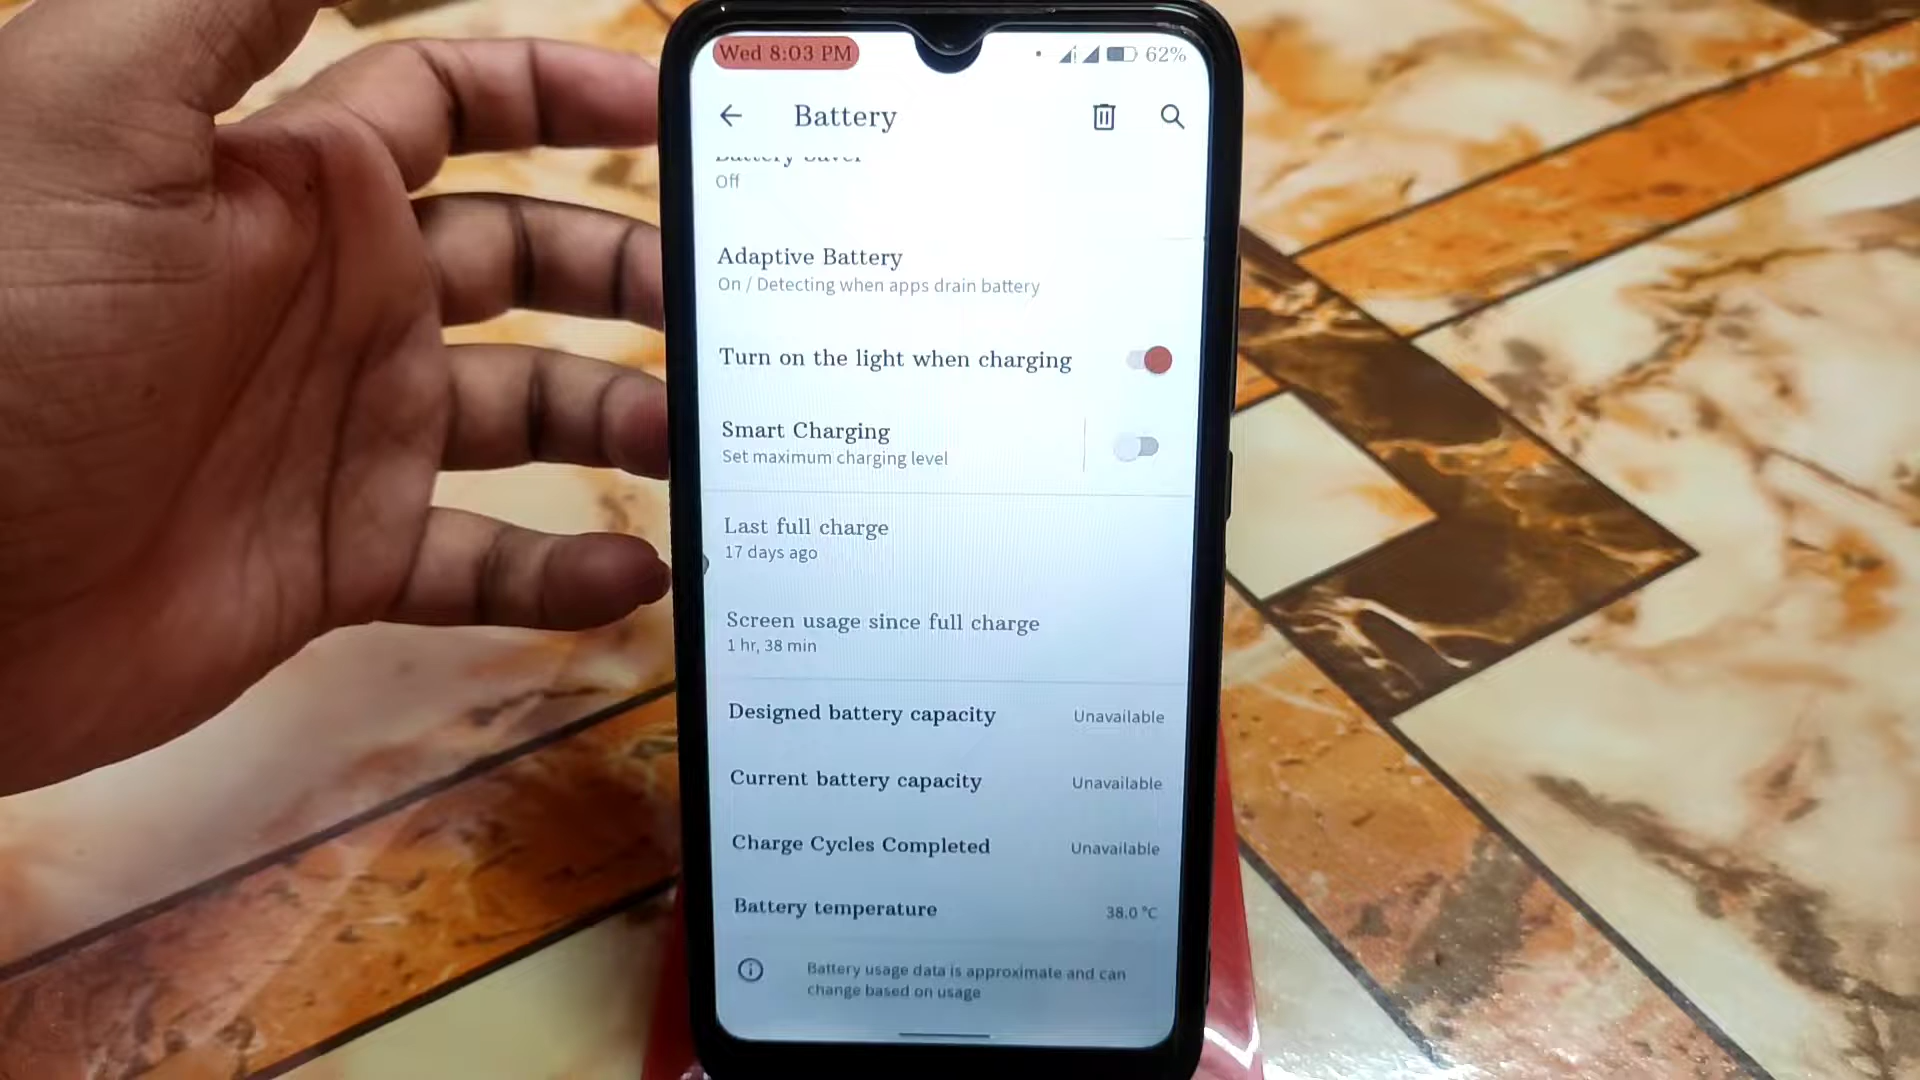 Wed 8:03 PM 62%
Battery
Battery Saver
Off
Adaptive Battery
On / Detecting when apps drain battery
Turn on the light when charging
Smart Charging
Set maximum charging level
Last full charge
17 days ago
Screen usage since full charge
1 hr, 38 min
Designed battery capacity Unavailable
Current battery capacity Unavailable
Charge Cycles Completed Unavailable
Battery temperature 38.0 °C
Battery usage data is approximate and can
change based on usage